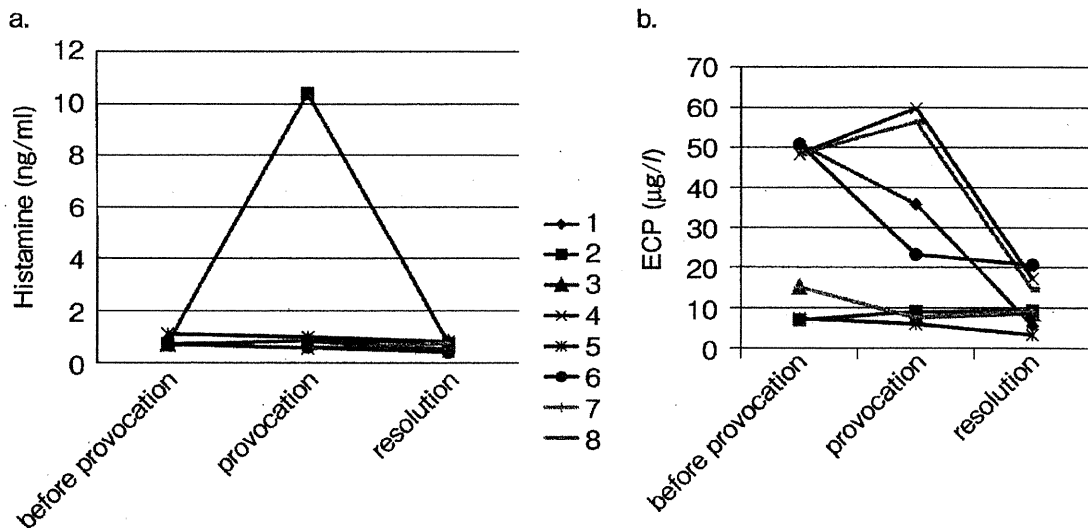 a.
Histamine (ng/ml)
12
10
8
6
4
2
0
before provocation
provocation
resolution
1
2
3
4
5
6
7
8
b.
ECP (µg/l)
70
60
50
40
30
20
10
0
before provocation
provocation
resolution